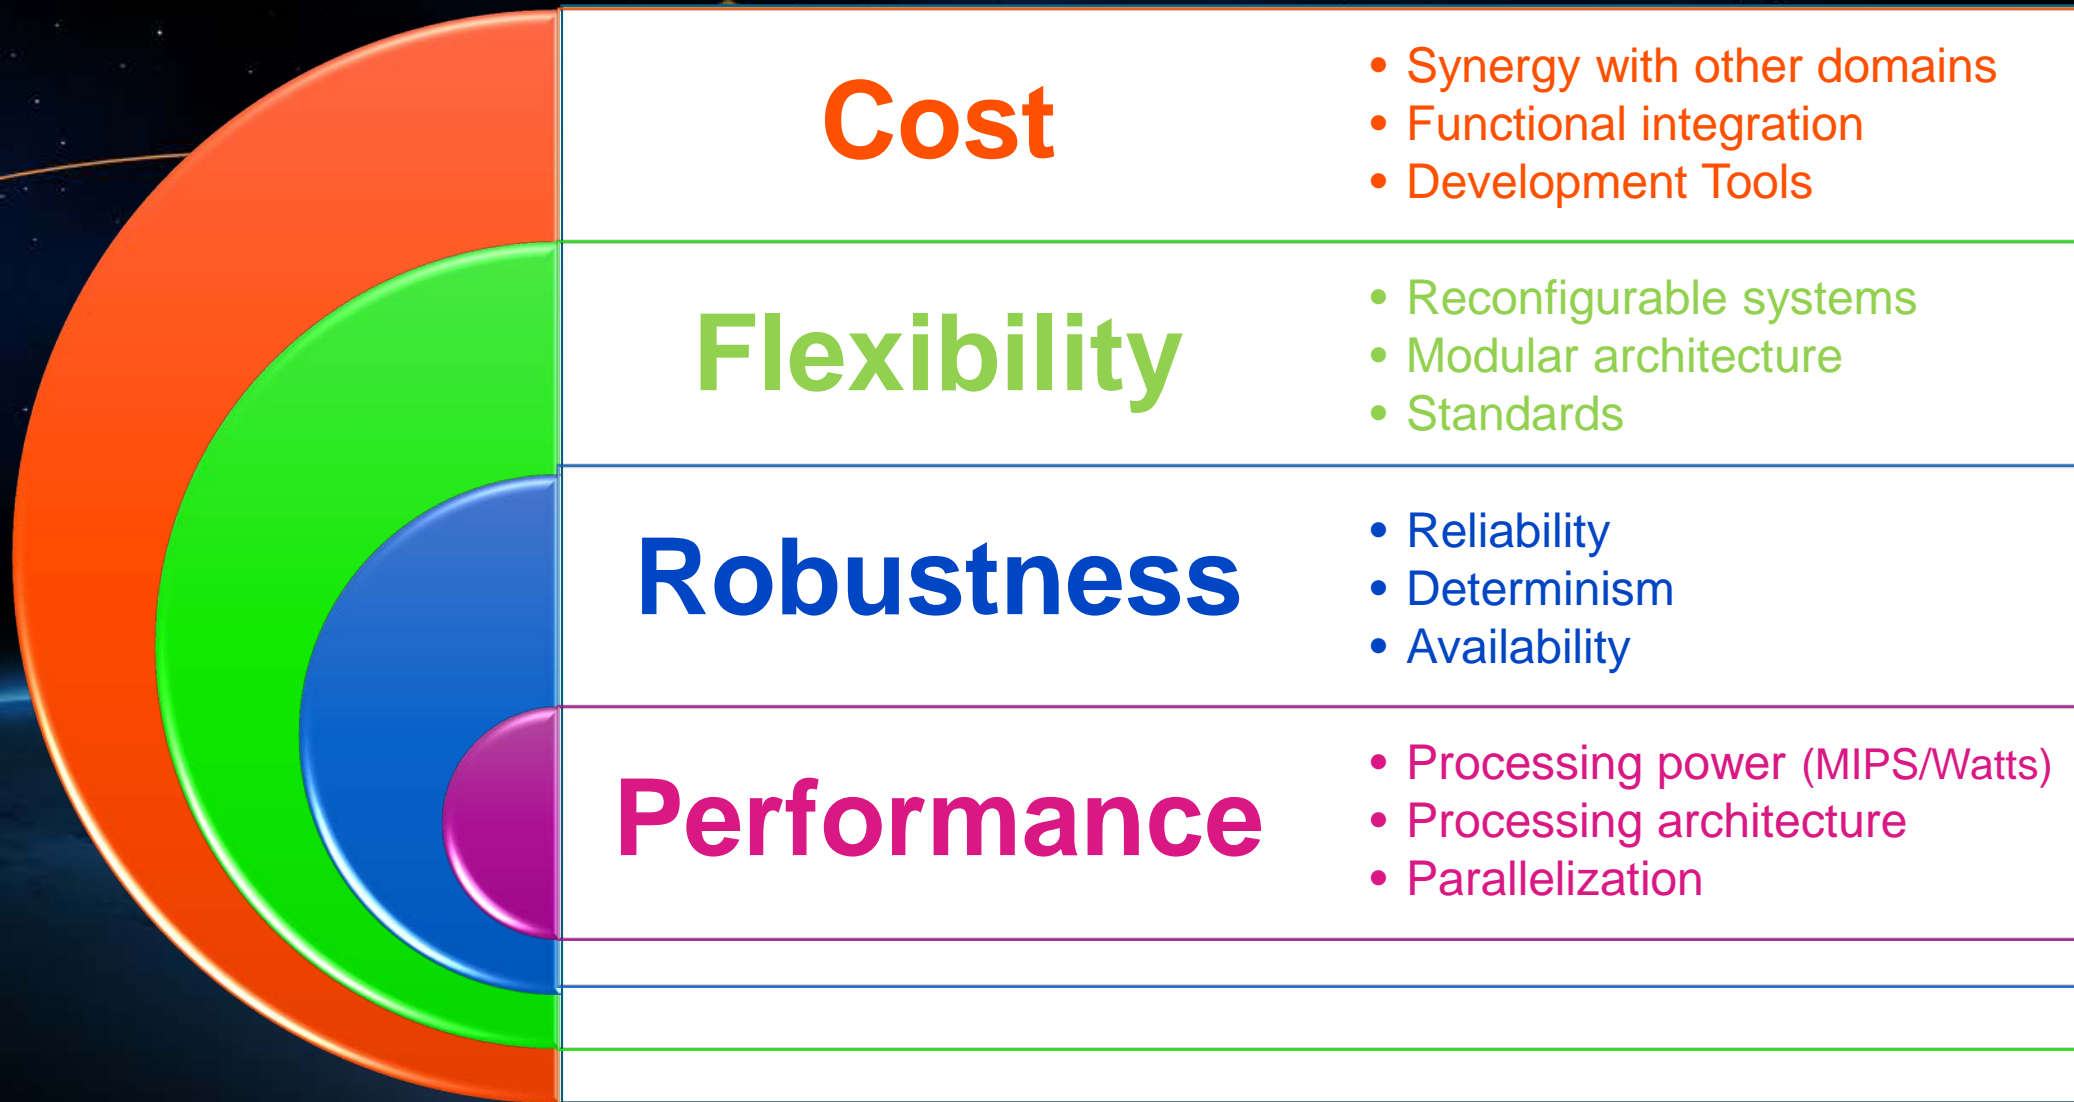 Cost
• Synergy with other domains
• Functional integration
• Development Tools
Flexibility
• Reconfigurable systems
• Modular architecture
• Standards
Robustness
• Reliability
• Determinism
• Availability
Performance
• Processing power (MIPS/Watts)
• Processing architecture
• Parallelization